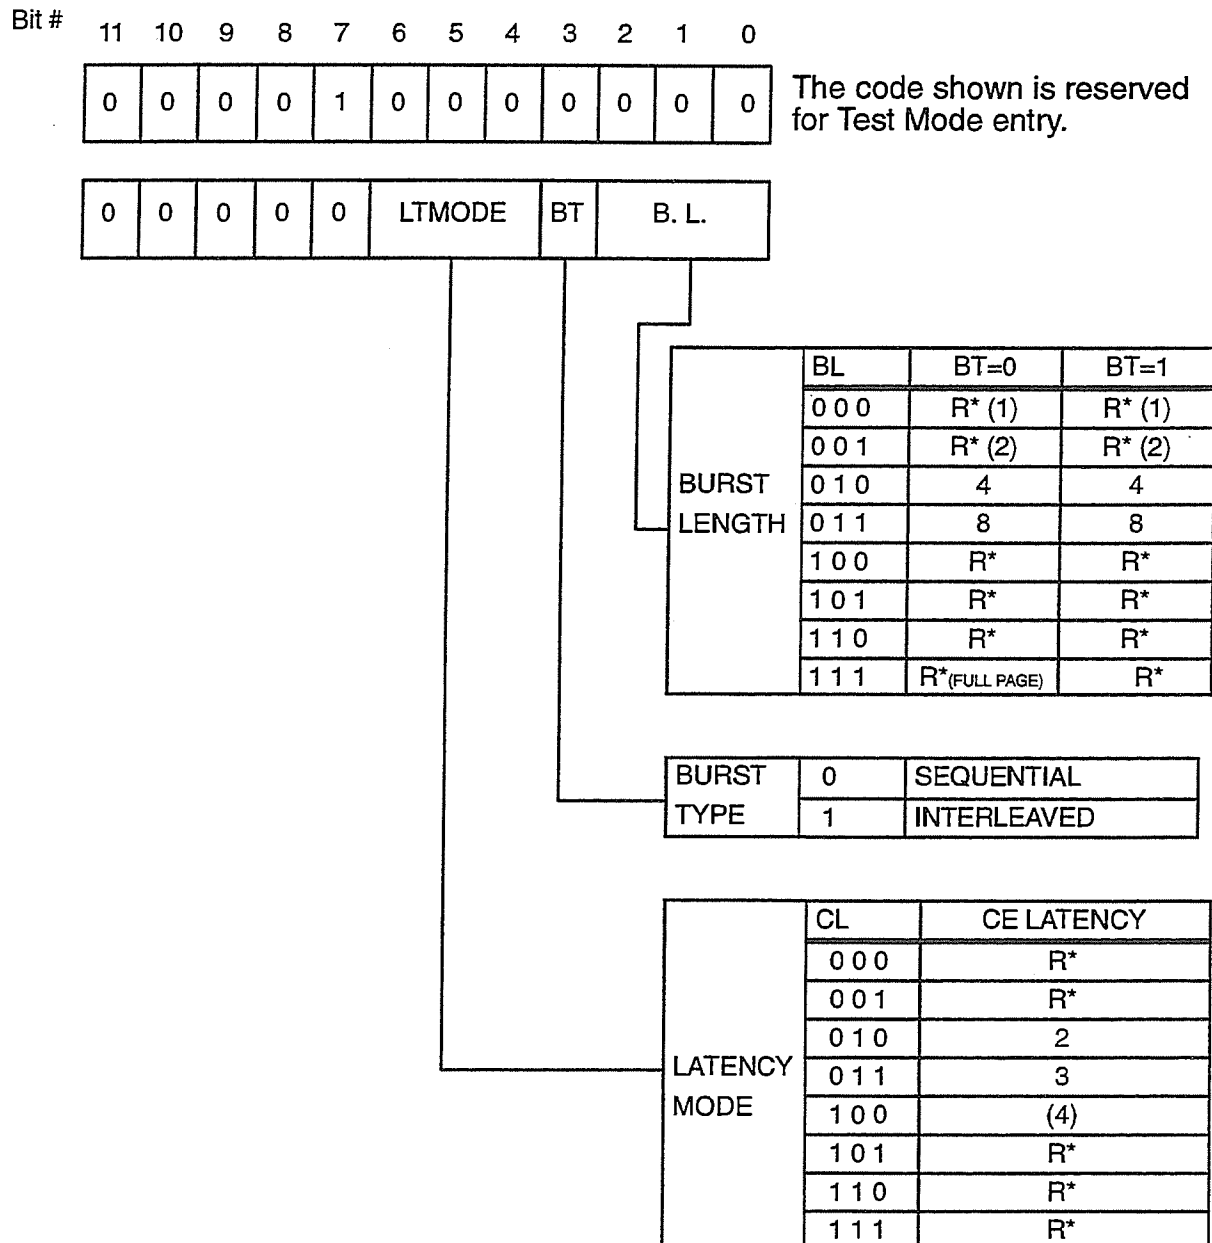 Bit # 11 10 9 8 7 6 5 4 3 2 1 0
0 0 0 0 1 0 0 0 0 0 0 0
The code shown is reserved
for Test Mode entry.
0 0 0 0 0 LTMODE BT B. L.
BURST
LENGTH
BL BT=0 BT=1
0 0 0 R* (1) R* (1)
0 0 1 R* (2) R* (2)
0 1 0 4 4
0 1 1 8 8
1 0 0 R* R*
1 0 1 R* R*
1 1 0 R* R*
1 1 1 R*(FULL PAGE) R*
BURST
TYPE
0 SEQUENTIAL
1 INTERLEAVED
LATENCY
MODE
CL CE LATENCY
0 0 0 R*
0 0 1 R*
0 1 0 2
0 1 1 3
1 0 0 (4)
1 0 1 R*
1 1 0 R*
1 1 1 R*